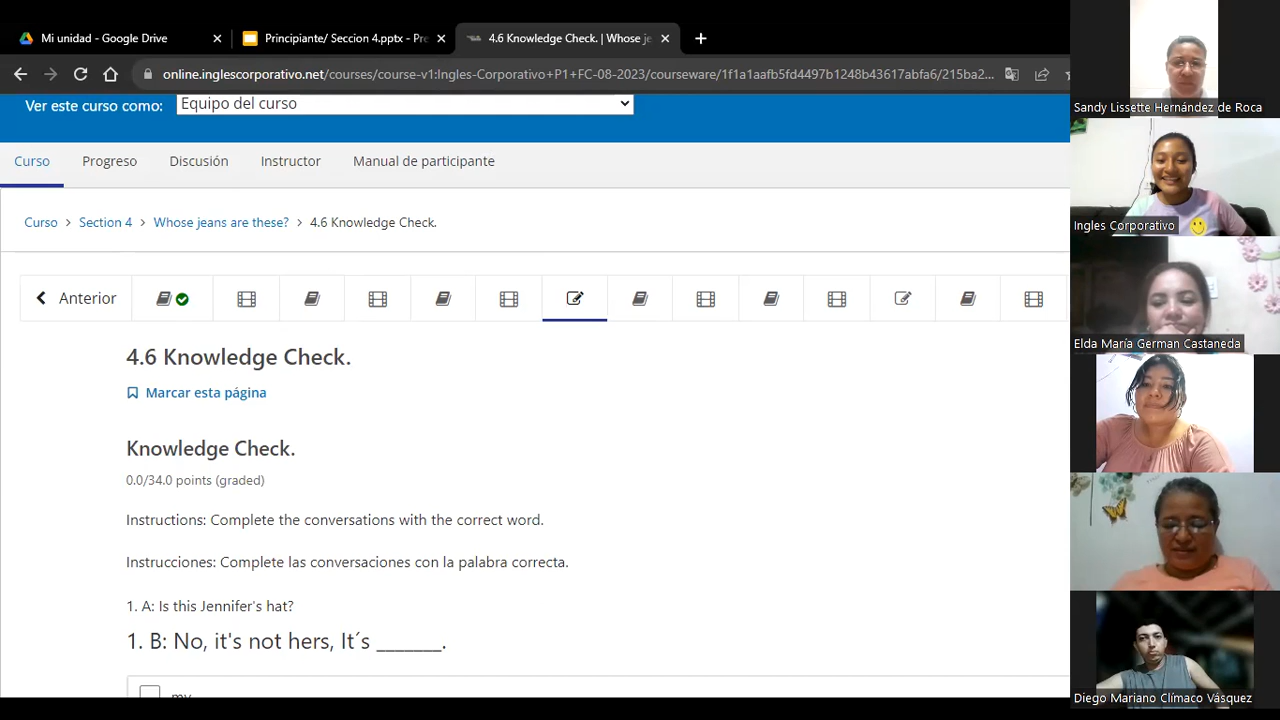 Mi unidad - Google Drive
Principiante/ Seccion 4.pptx - Pre
4.6 Knowledge Check. | Whose je
online.inglescorporativo.net/courses/course-v1:Ingles-Corporativo+P1+FC-08-2023/courseware/1f1a1aafb5fd4497b1248b43617abfa6/215ba2...
Ver este curso como:
Equipo del curso
Curso
Progreso
Discusión
Instructor
Manual de participante
Curso > Section 4 > Whose jeans are these? > 4.6 Knowledge Check.
Anterior
4.6 Knowledge Check.
Marcar esta página
Knowledge Check.
0.0/34.0 points (graded)
Instructions: Complete the conversations with the correct word.
Instrucciones: Complete las conversaciones con la palabra correcta.
1. A: Is this Jennifer's hat?
1. B: No, it's not hers, It´s _______.
my
Sandy Lissette Hernández de Roca
Ingles Corporativo
Elda María German Castaneda
Diego Mariano Clímaco Vásquez